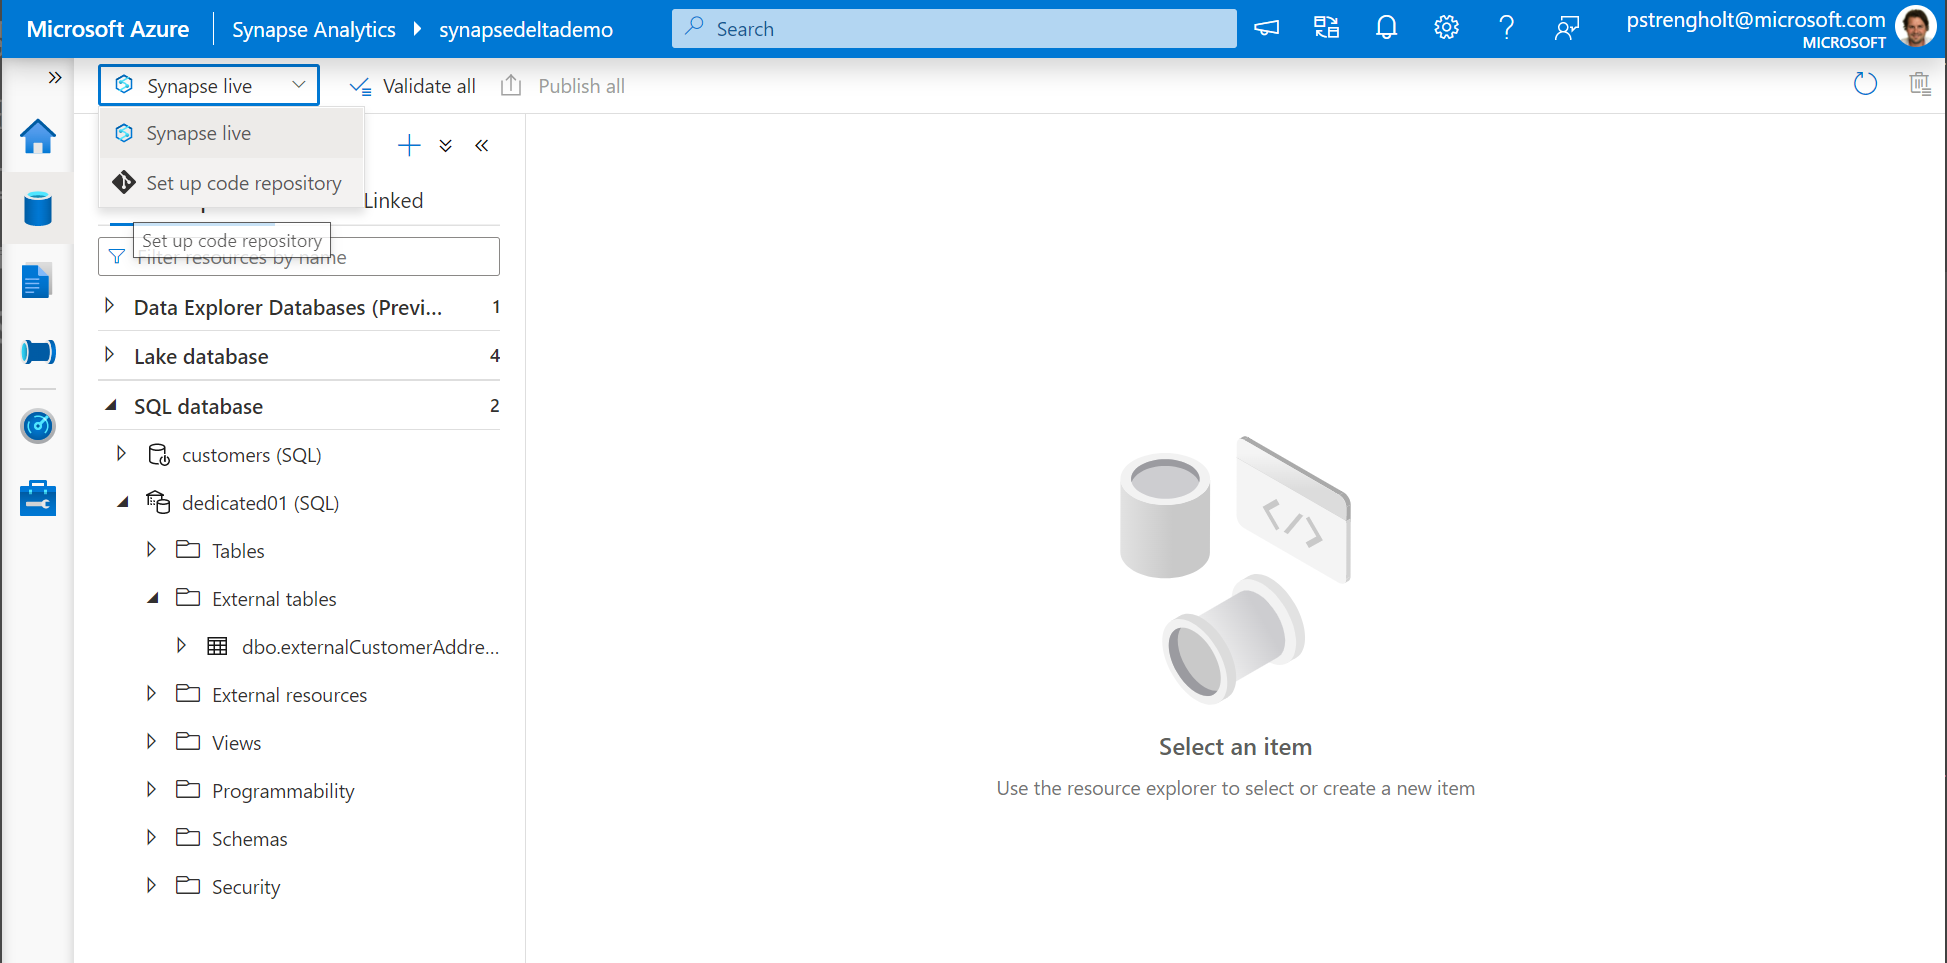 Microsoft Azure
Synapse Analytics
synapsedeltademo
Search
pstrengholt@microsoft.com
MICROSOFT
Synapse live
Validate all
Publish all
Synapse live
Set up code repository
Linked
Set up code repository
Filter resources by name
Data Explorer Databases (Previ... 1
Lake database 4
SQL database 2
customers (SQL)
dedicated01 (SQL)
Tables
External tables
dbo.externalCustomerAddre...
External resources
Views
Programmability
Schemas
Security
Select an item
Use the resource explorer to select or create a new item